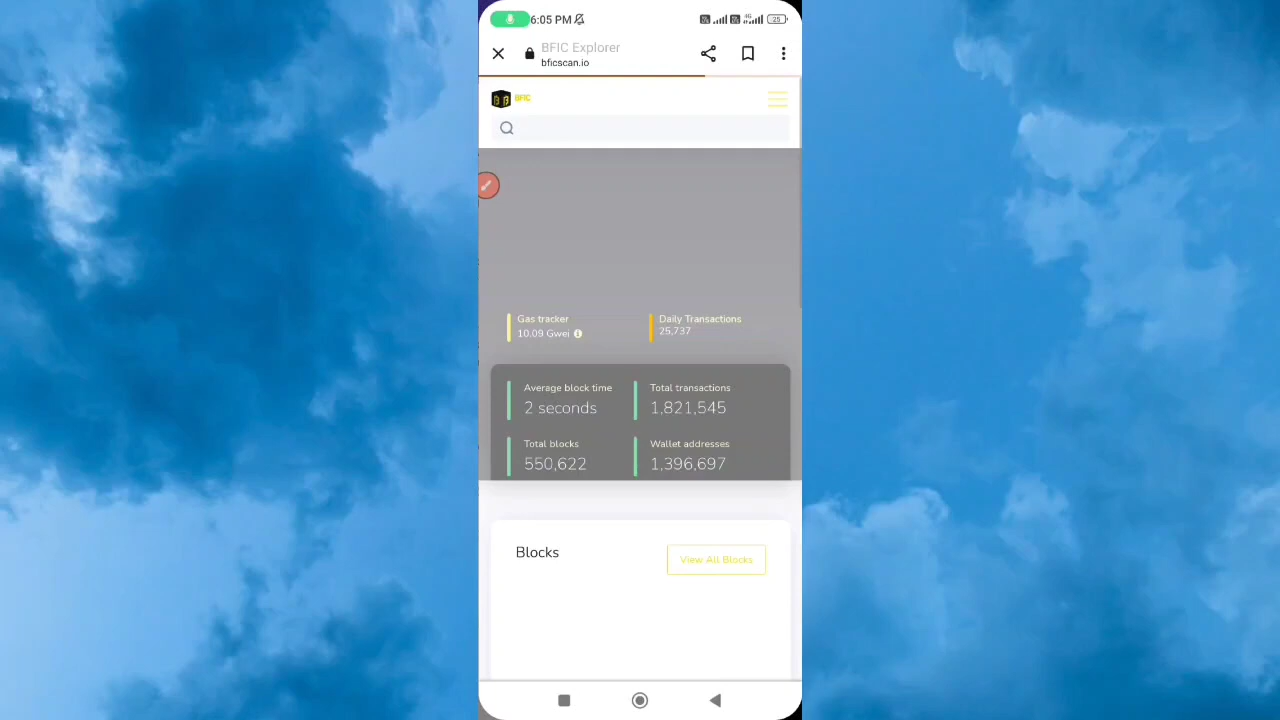 6:05 PM
4G
25
BFIC Explorer
bficscan.io
BFIC
Gas tracker
10.09 Gwei
Daily Transactions
25,737
Average block time
2 seconds
Total transactions
1,821,545
Total blocks
550,622
Wallet addresses
1,396,697
Blocks
View All Blocks